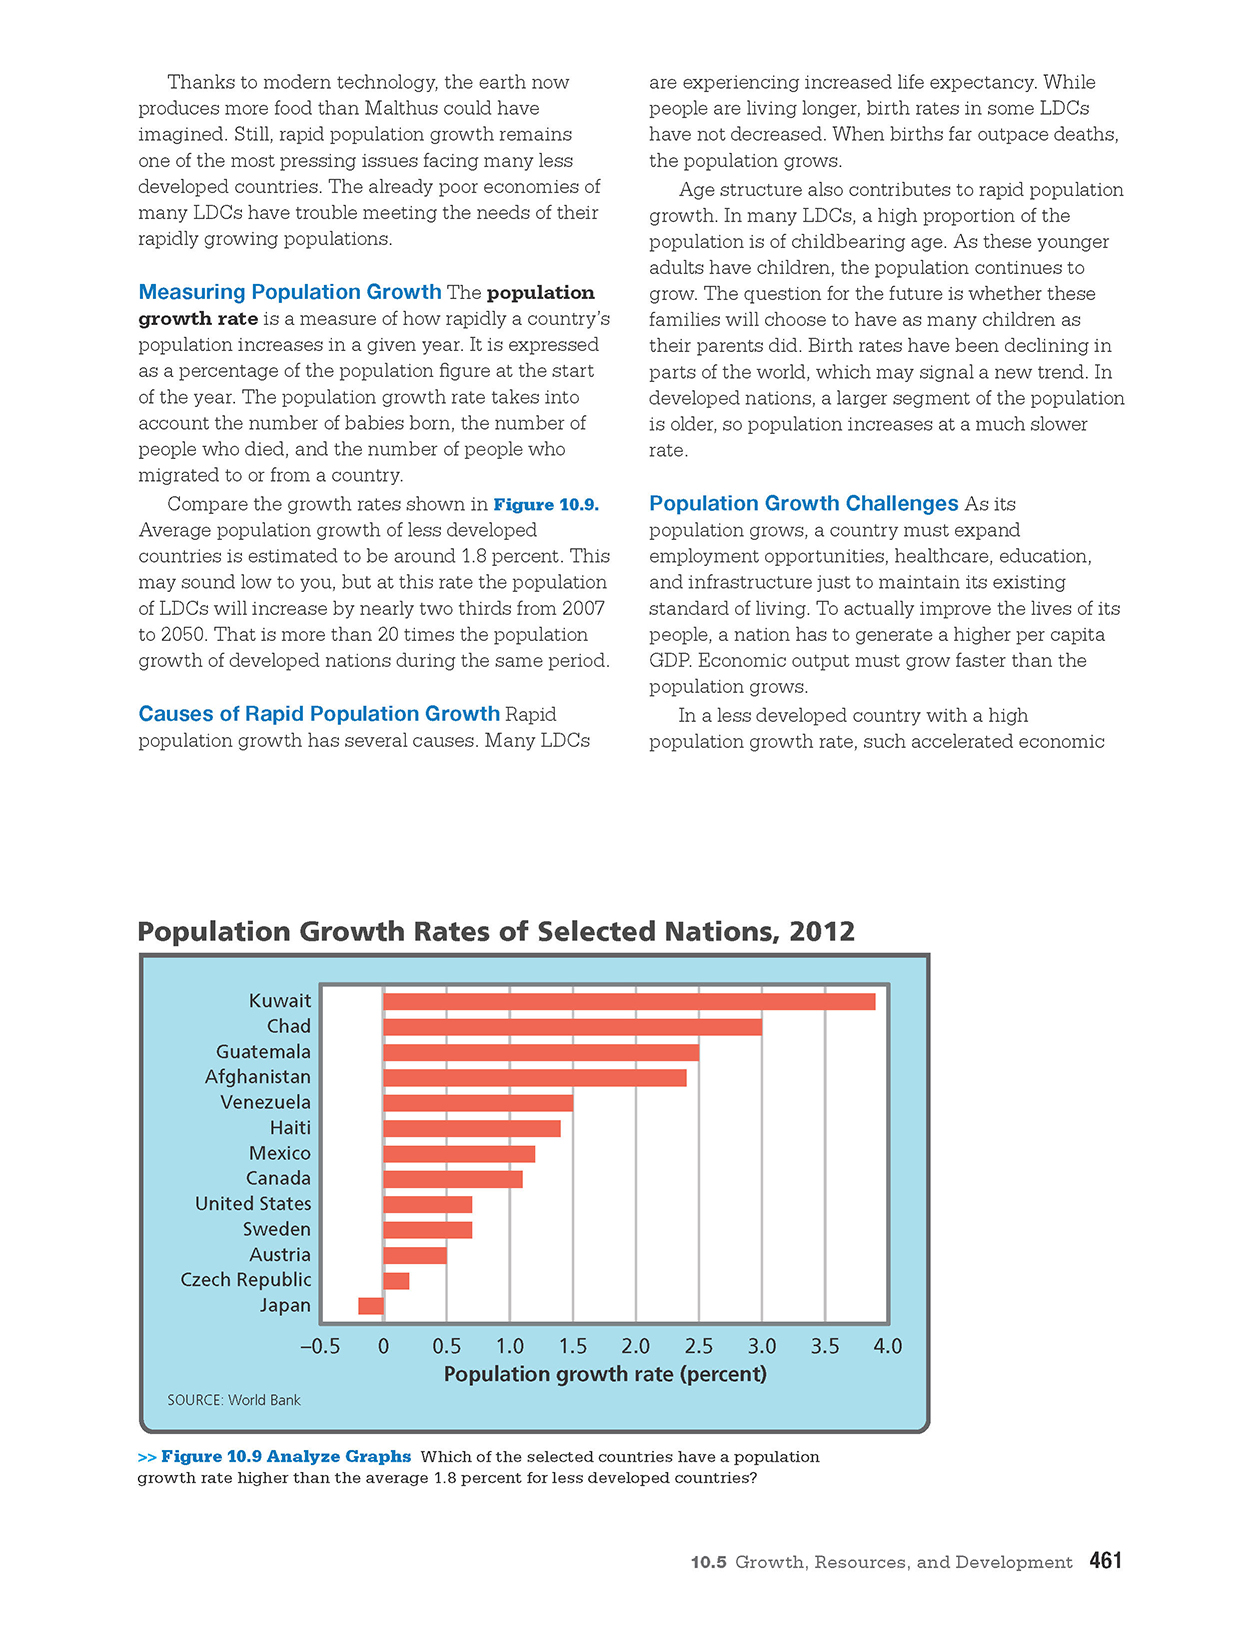 Thanks to modern technology, the earth now
produces more food than Malthus could have
imagined. Still, rapid population growth remains
one of the most pressing issues facing many less
developed countries. The already poor economies of
many LDCs have trouble meeting the needs of their
rapidly growing populations.
Measuring Population Growth The population
growth rate is a measure of how rapidly a country's
population increases in a given year. It is expressed
as a percentage of the population figure at the start
of the year. The population growth rate takes into
account the number of babies born, the number of
people who died, and the number of people who
migrated to or from a country.
Compare the growth rates shown in Figure 10.9.
Average population growth of less developed
countries is estimated to be around 1.8 percent. This
may sound low to you, but at this rate the population
of LDCs will increase by nearly two thirds from 2007
to 2050. That is more than 20 times the population
growth of developed nations during the same period.
Causes of Rapid Population Growth Rapid
population growth has several causes. Many LDCs
are experiencing increased life expectancy. While
people are living longer, birth rates in some LDCs
have not decreased. When births far outpace deaths,
the population grows.
Age structure also contributes to rapid population
growth. In many LDCs, a high proportion of the
population is of childbearing age. As these younger
adults have children, the population continues to
grow. The question for the future is whether these
families will choose to have as many children as
their parents did. Birth rates have been declining in
parts of the world, which may signal a new trend. In
developed nations, a larger segment of the population
is older, so population increases at a much slower
rate.
Population Growth Challenges As its
population grows, a country must expand
employment opportunities, healthcare, education,
and infrastructure just to maintain its existing
standard of living. To actually improve the lives of its
people, a nation has to generate a higher per capita
GDP. Economic output must grow faster than the
population grows.
In a less developed country with a high
population growth rate, such accelerated economic
Population Growth Rates of Selected Nations, 2012
Kuwait
Chad
Guatemala
Afghanistan
Venezuela
Haiti
Mexico
Canada
United States
Sweden
Austria
Czech Republic
Japan
–0.5 0 0.5 1.0 1.5 2.0 2.5 3.0 3.5 4.0
Population growth rate (percent)
SOURCE: World Bank
>> Figure 10.9 Analyze Graphs Which of the selected countries have a population
growth rate higher than the average 1.8 percent for less developed countries?
10.5 Growth, Resources, and Development 461